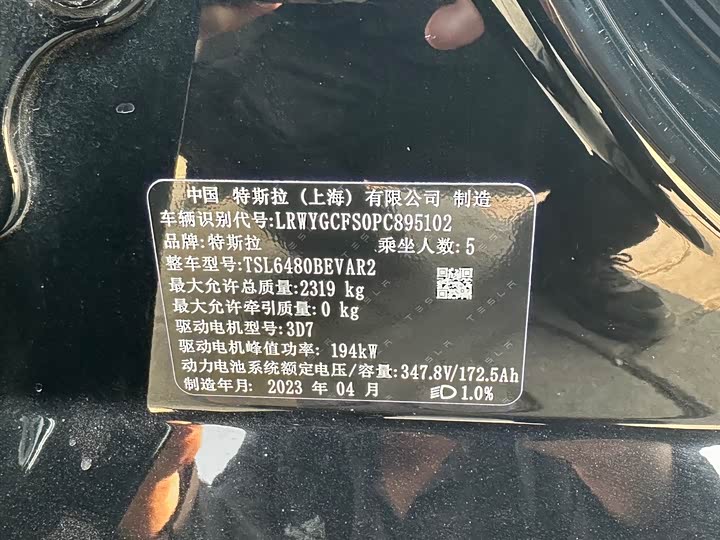 中国 特斯拉（上海）有限公司 制造
车辆识别代号:LRWYGCFS0PC895102
品牌:特斯拉 乘坐人数:5
整车型号:TSL6480BEVAR2
最大允许总质量:2319 kg
最大允许牵引质量:0 kg
驱动电机型号:3D7
驱动电机峰值功率: 194kW
动力电池系统额定电压/容量:347.8V/172.5Ah
制造年月: 2023 年 04 月 1.0%